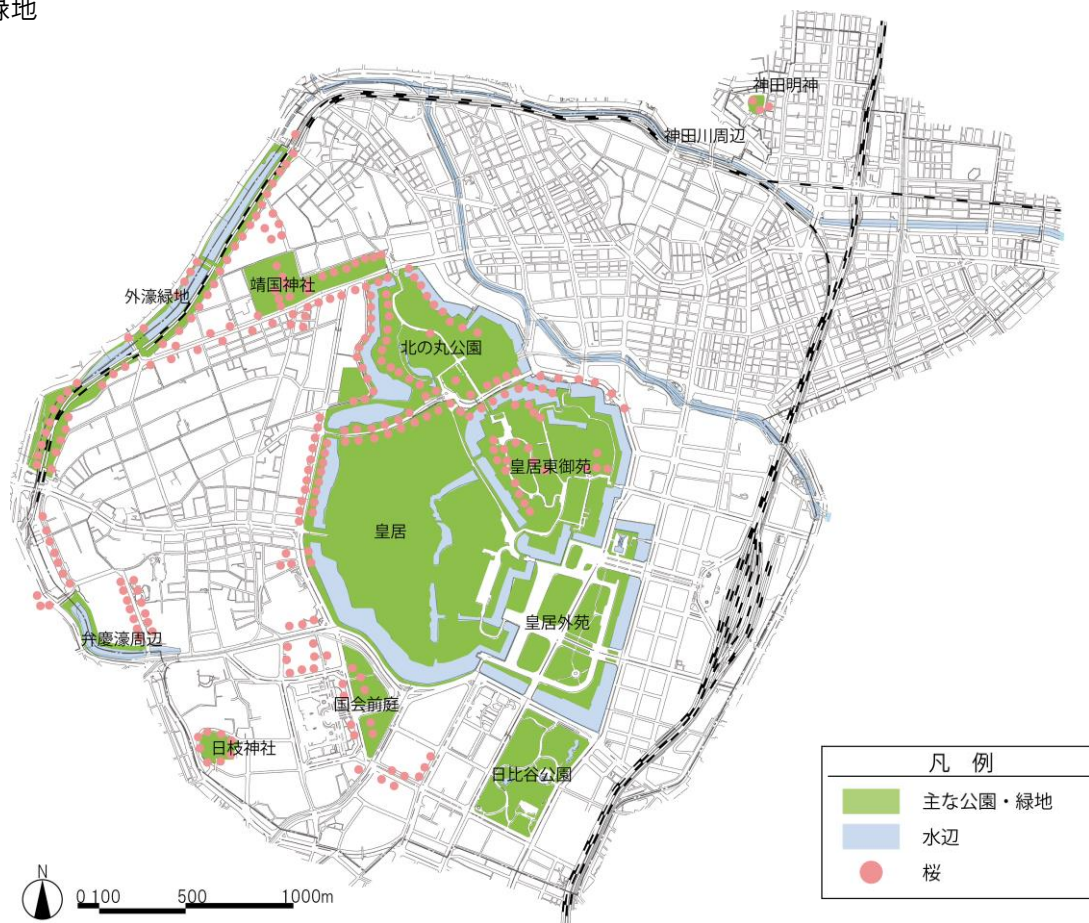 緑地
神田明神
神田川周辺
外濠緑地
靖国神社
北の丸公園
皇居東御苑
皇居
皇居外苑
弁慶濠周辺
国会前庭
日枝神社
日比谷公園
凡 例
主な公園・緑地
水辺
桜
N
0 100 500 1000m